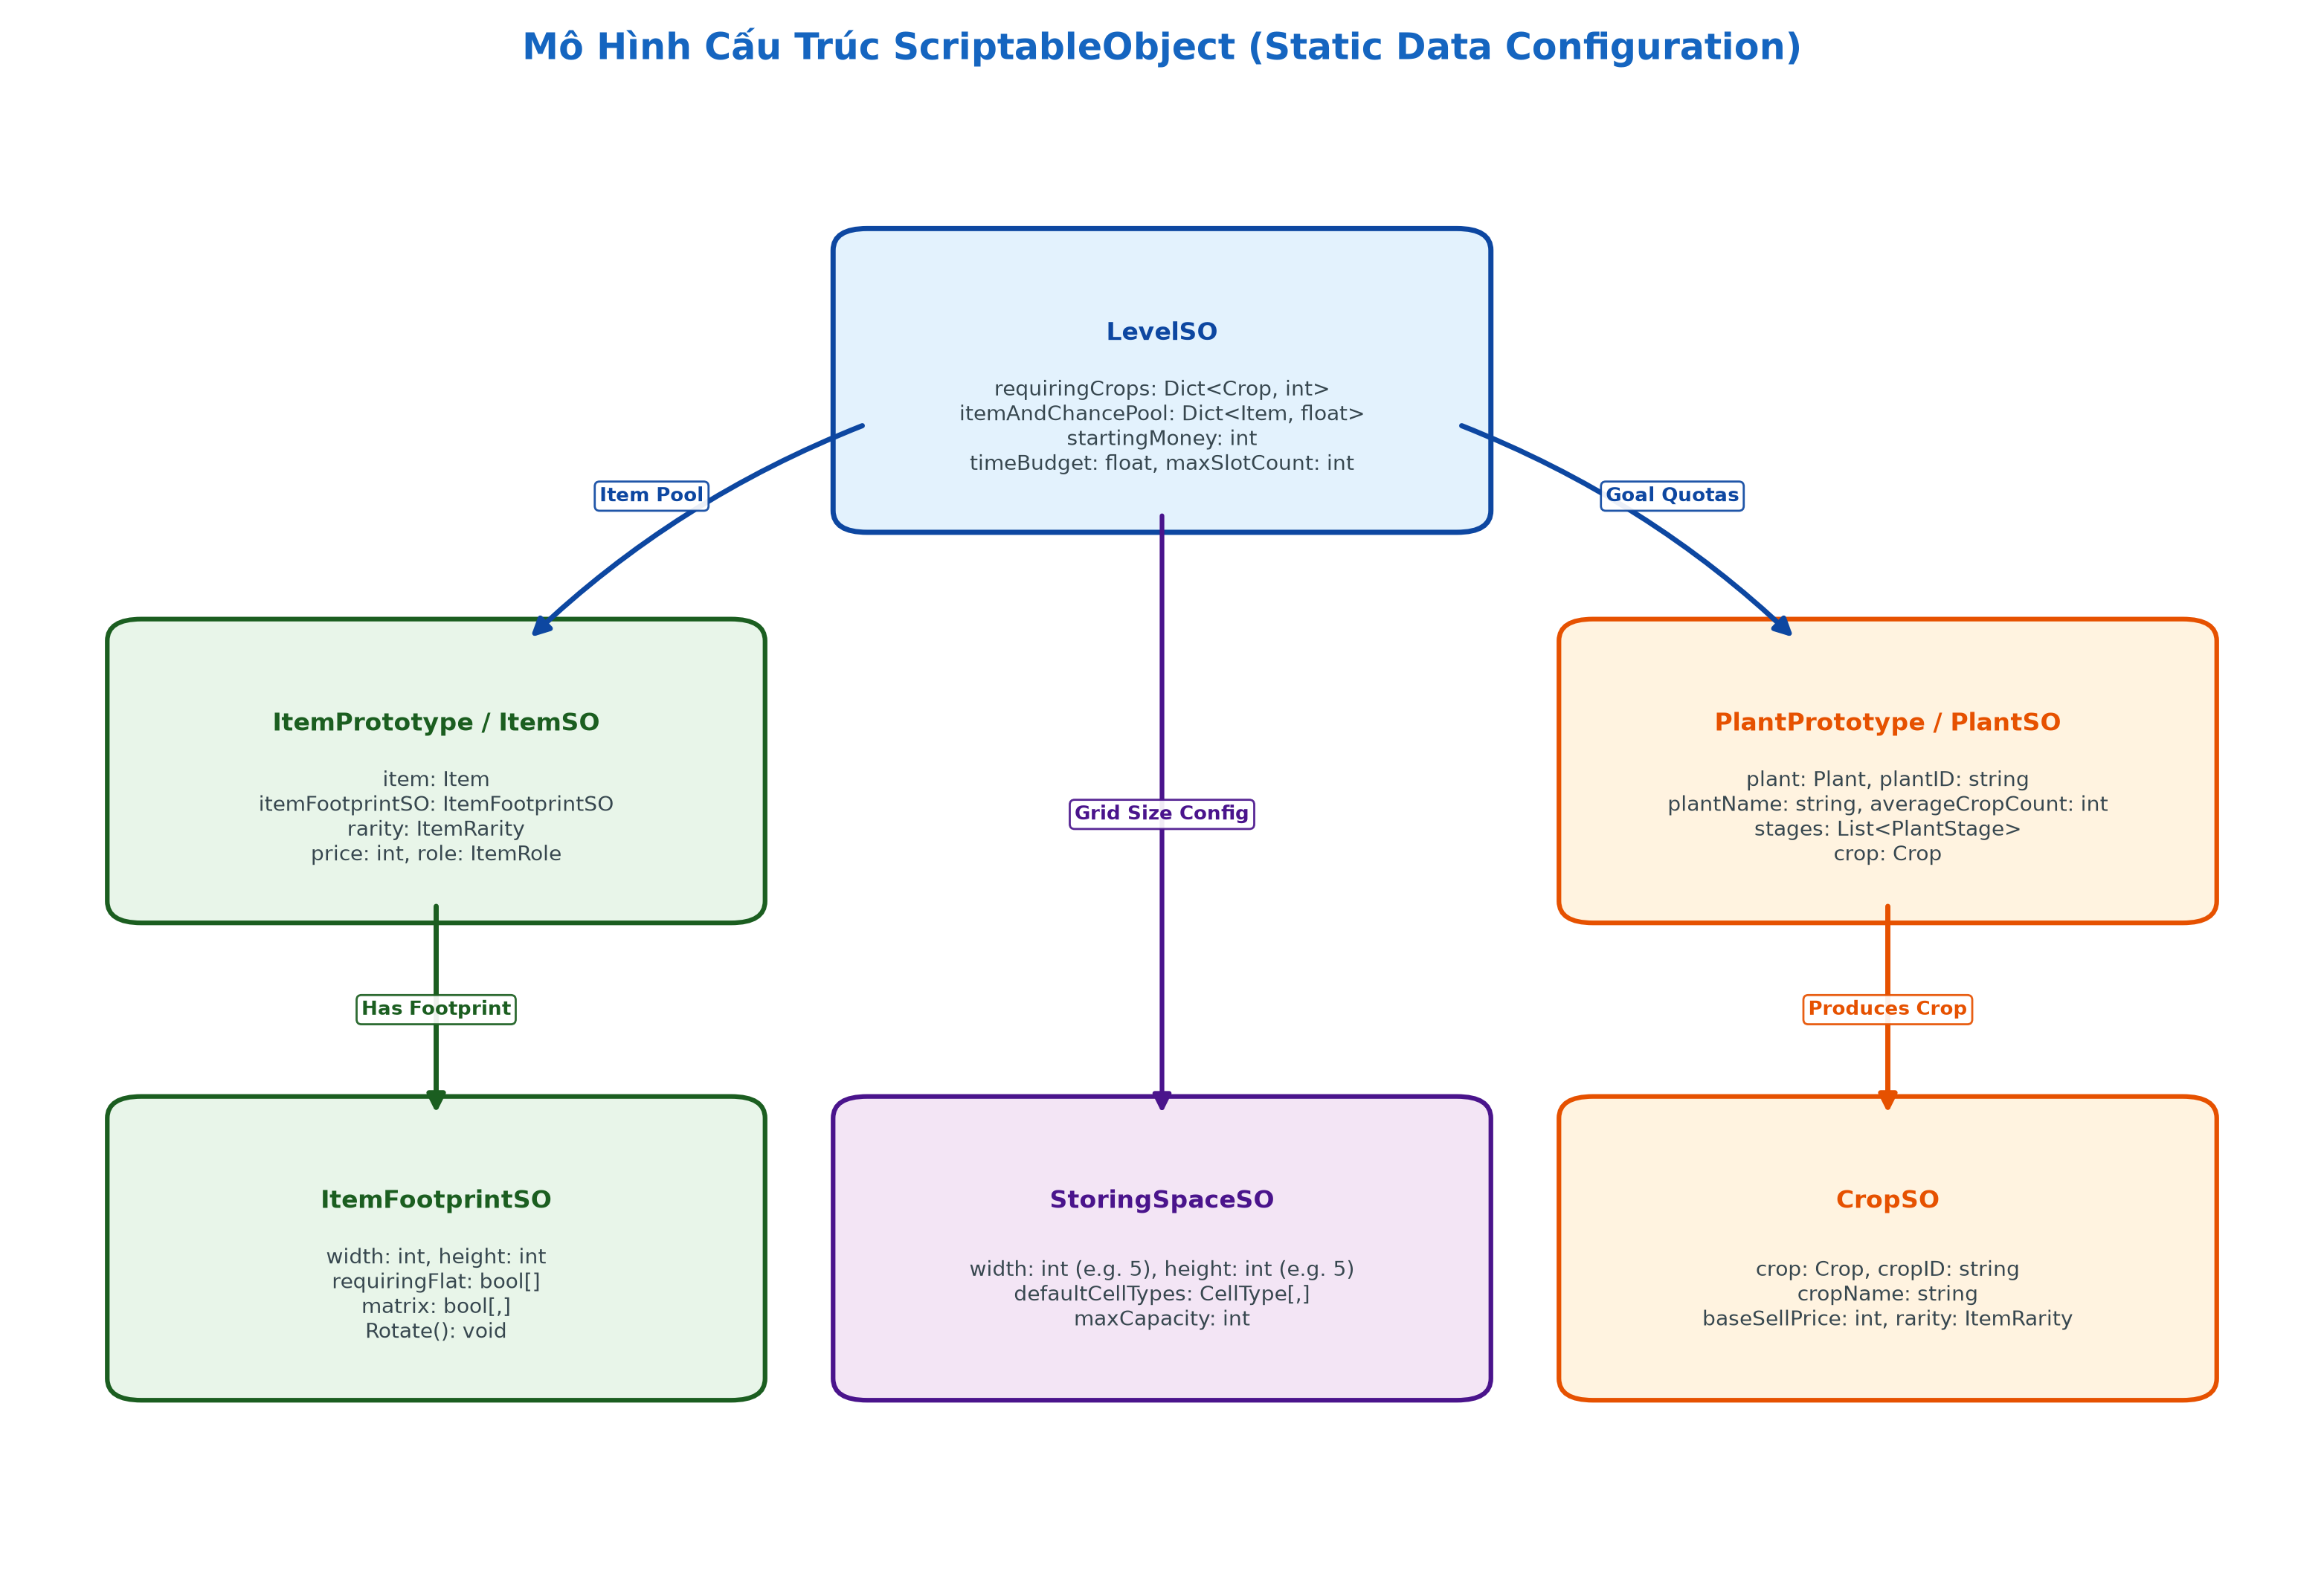 Mô Hình Cấu Trúc ScriptableObject (Static Data Configuration)
LevelSO
requiringCrops: Dict<Crop, int>
itemAndChancePool: Dict<Item, float>
startingMoney: int
timeBudget: float, maxSlotCount: int
Item Pool
Goal Quotas
ItemPrototype / ItemSO
item: Item
itemFootprintSO: ItemFootprintSO
rarity: ItemRarity
price: int, role: ItemRole
Grid Size Config
PlantPrototype / PlantSO
plant: Plant, plantID: string
plantName: string, averageCropCount: int
stages: List<PlantStage>
crop: Crop
Has Footprint
Produces Crop
ItemFootprintSO
width: int, height: int
requiringFlat: bool[]
matrix: bool[,]
Rotate(): void
StoringSpaceSO
width: int (e.g. 5), height: int (e.g. 5)
defaultCellTypes: CellType[,]
maxCapacity: int
CropSO
crop: Crop, cropID: string
cropName: string
baseSellPrice: int, rarity: ItemRarity